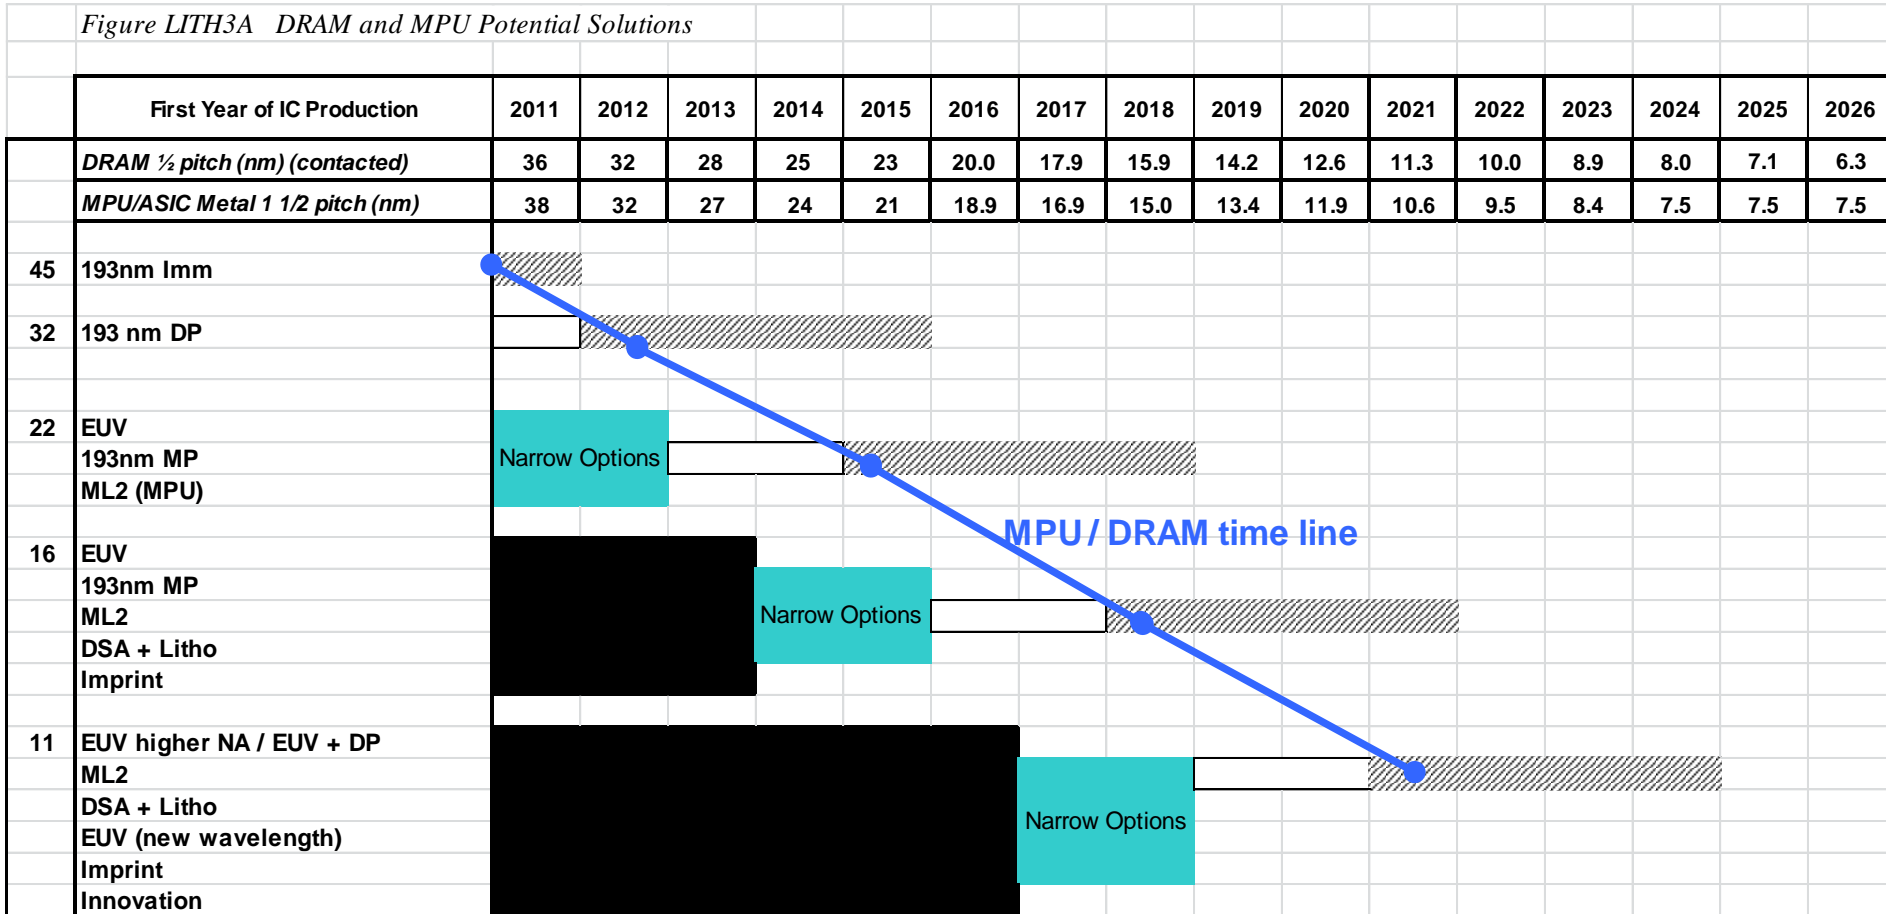 Figure LITH3A DRAM and MPU Potential Solutions
First Year of IC Production 2011 2012 2013 2014 2015 2016 2017 2018 2019 2020 2021 2022 2023 2024 2025 2026
DRAM ½ pitch (nm) (contacted) 36 32 28 25 23 20.0 17.9 15.9 14.2 12.6 11.3 10.0 8.9 8.0 7.1 6.3
MPU/ASIC Metal 1 1/2 pitch (nm) 38 32 27 24 21 18.9 16.9 15.0 13.4 11.9 10.6 9.5 8.4 7.5 7.5 7.5
45 193nm Imm
32 193 nm DP
22 EUV
193nm MP Narrow Options
ML2 (MPU)
MPU / DRAM time line
16 EUV
193nm MP
ML2 Narrow Options
DSA + Litho
Imprint
11 EUV higher NA / EUV + DP
ML2
DSA + Litho Narrow Options
EUV (new wavelength)
Imprint
Innovation